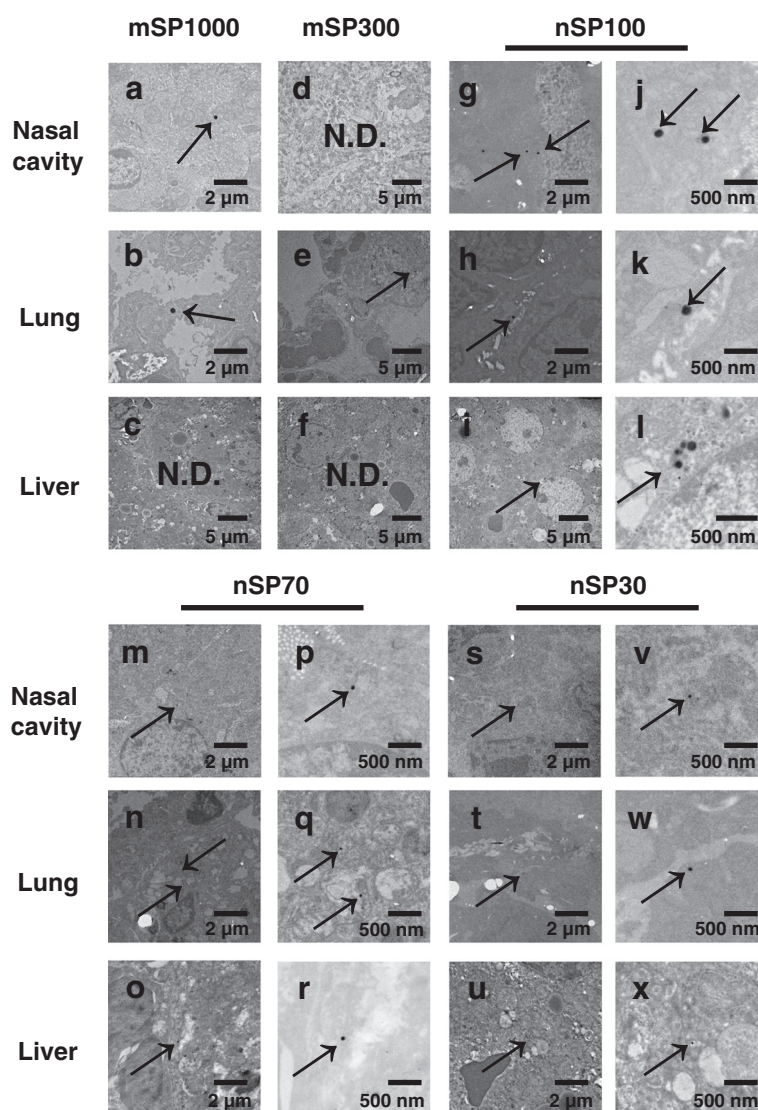 mSP1000 mSP300 nSP100
Nasal cavity
a 2 µm
d N.D. 5 µm
g 2 µm
j 500 nm
Lung
b 2 µm
e 5 µm
h 2 µm
k 500 nm
Liver
c N.D. 5 µm
f N.D. 5 µm
i 5 µm
l 500 nm
nSP70 nSP30
Nasal cavity
m 2 µm
p 500 nm
s 2 µm
v 500 nm
Lung
n 2 µm
q 500 nm
t 2 µm
w 500 nm
Liver
o 2 µm
r 500 nm
u 2 µm
x 500 nm